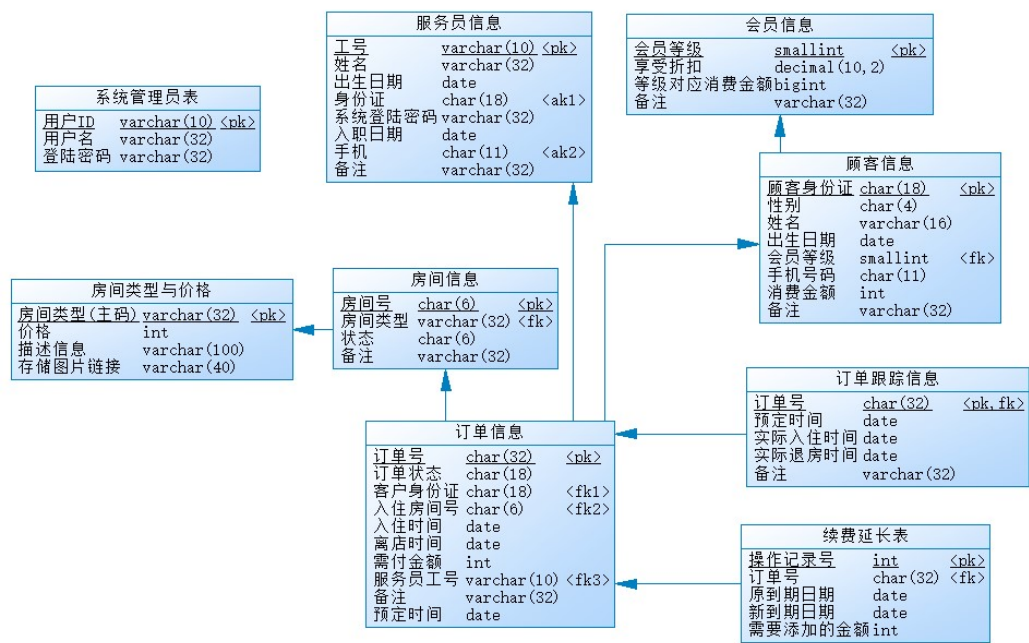 系统管理员表
用户ID varchar(10) <pk>
用户名 varchar(32)
登陆密码 varchar(32)
服务员信息
工号 varchar(10) <pk>
姓名 varchar(32)
出生日期 date
身份证 char(18) <ak1>
系统登陆密码 varchar(32)
入职日期 date
手机 char(11) <ak2>
备注 varchar(32)
会员信息
会员等级 smallint <pk>
享受折扣 decimal(10,2)
等级对应消费金额 bigint
备注 varchar(32)
顾客信息
顾客身份证 char(18) <pk>
性别 char(4)
姓名 varchar(16)
出生日期 date
会员等级 smallint <fk>
手机号码 char(11)
消费金额 int
备注 varchar(32)
房间类型与价格
房间类型(主码) varchar(32) <pk>
价格 int
描述信息 varchar(100)
存储图片链接 varchar(40)
房间信息
房间号 char(6) <pk>
房间类型 varchar(32) <fk>
状态 char(6)
备注 varchar(32)
订单信息
订单号 char(32) <pk>
订单状态 char(18)
客户身份证 char(18) <fk1>
入住房间号 char(6) <fk2>
入住时间 date
离店时间 date
需付金额 int
服务员工号 varchar(10) <fk3>
备注 varchar(32)
预定时间 date
订单跟踪信息
订单号 char(32) <pk,fk>
预定时间 date
实际入住时间 date
实际退房时间 date
备注 varchar(32)
续费延长表
操作记录号 int <pk>
订单号 char(32) <fk>
原到期日期 date
新到期日期 date
需要添加的金额 int